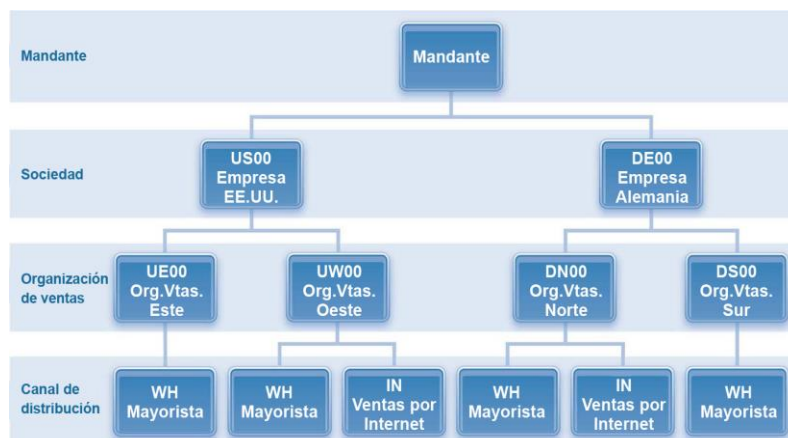 Mandante
Mandante
Sociedad
US00
Empresa
EE.UU.
DE00
Empresa
Alemania
Organización
de ventas
UE00
Org.Vtas.
Este
UW00
Org.Vtas.
Oeste
DN00
Org.Vtas.
Norte
DS00
Org.Vtas.
Sur
Canal de
distribución
WH
Mayorista
WH
Mayorista
IN
Ventas por
Internet
WH
Mayorista
IN
Ventas por
Internet
WH
Mayorista